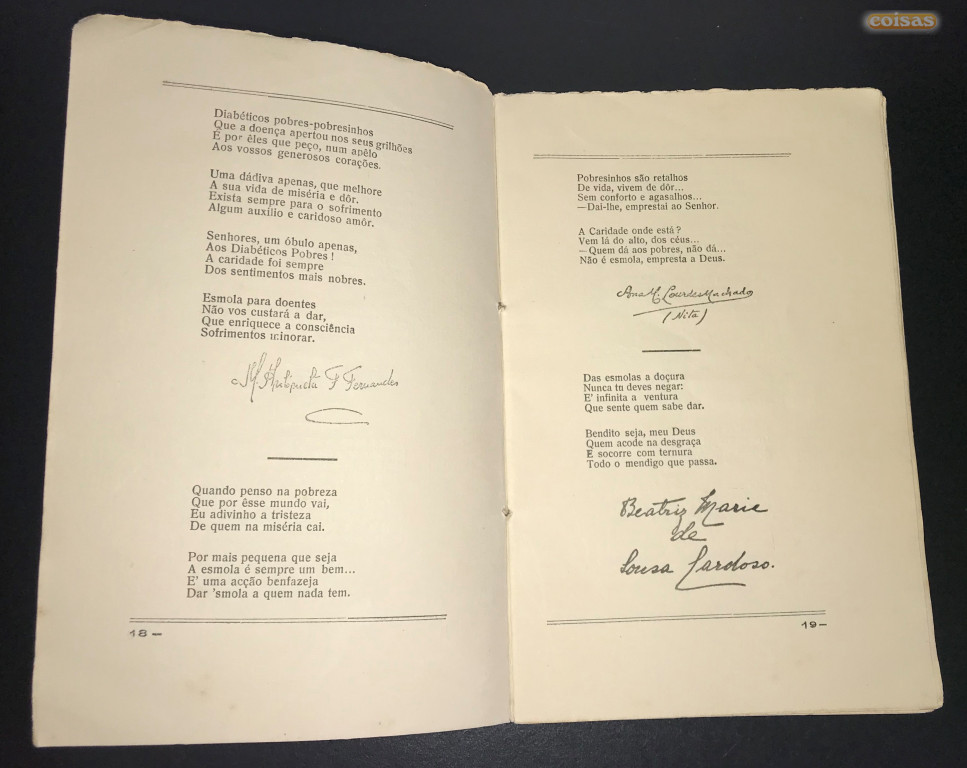 coisas
Diabéticos pobres-pobresinhos
Que a doença apertou nos seus grilhões
É por êles que peço, num apêlo
Aos vossos generosos corações.
Uma dádiva apenas, que melhore
A sua vida de miséria e dôr.
Exista sempre para o sofrimento
Algum auxílio e caridoso amôr.
Senhores, um óbulo apenas,
Aos Diabéticos Pobres !
A caridade foi sempre
Dos sentimentos mais nobres.
Esmola para doentes
Não vos custará a dar,
Que enriquece a consciência
Sofrimentos minorar.
F Fernandes
Quando penso na pobreza
Que por êsse mundo vai,
Eu adivinho a tristeza
De quem na miséria cai.
Por mais pequena que seja
A esmola é sempre um bem...
E' uma acção benfazeja
Dar 'smola a quem nada tem.
18 —
Pobresinhos são retalhos
De vida, vivem de dôr...
Sem conforto e agasalhos...
—Dai-lhe, emprestai ao Senhor.
A Caridade onde está ?
Vem lá do alto, dos céus...
— Quem dá aos pobres, não dá...
Não é esmola, empresta a Deus.
Ana M. Lourdes Machado
(Nita)
Das esmolas a doçura
Nunca tn deves negar:
E' infinita a ventura
Que sente quem sabe dar.
Bendito seja, meu Deus
Quem acode na desgraça
E socorre com ternura
Todo o mendigo que passa.
Beatriz Marie
de
Sousa Cardoso.
19—